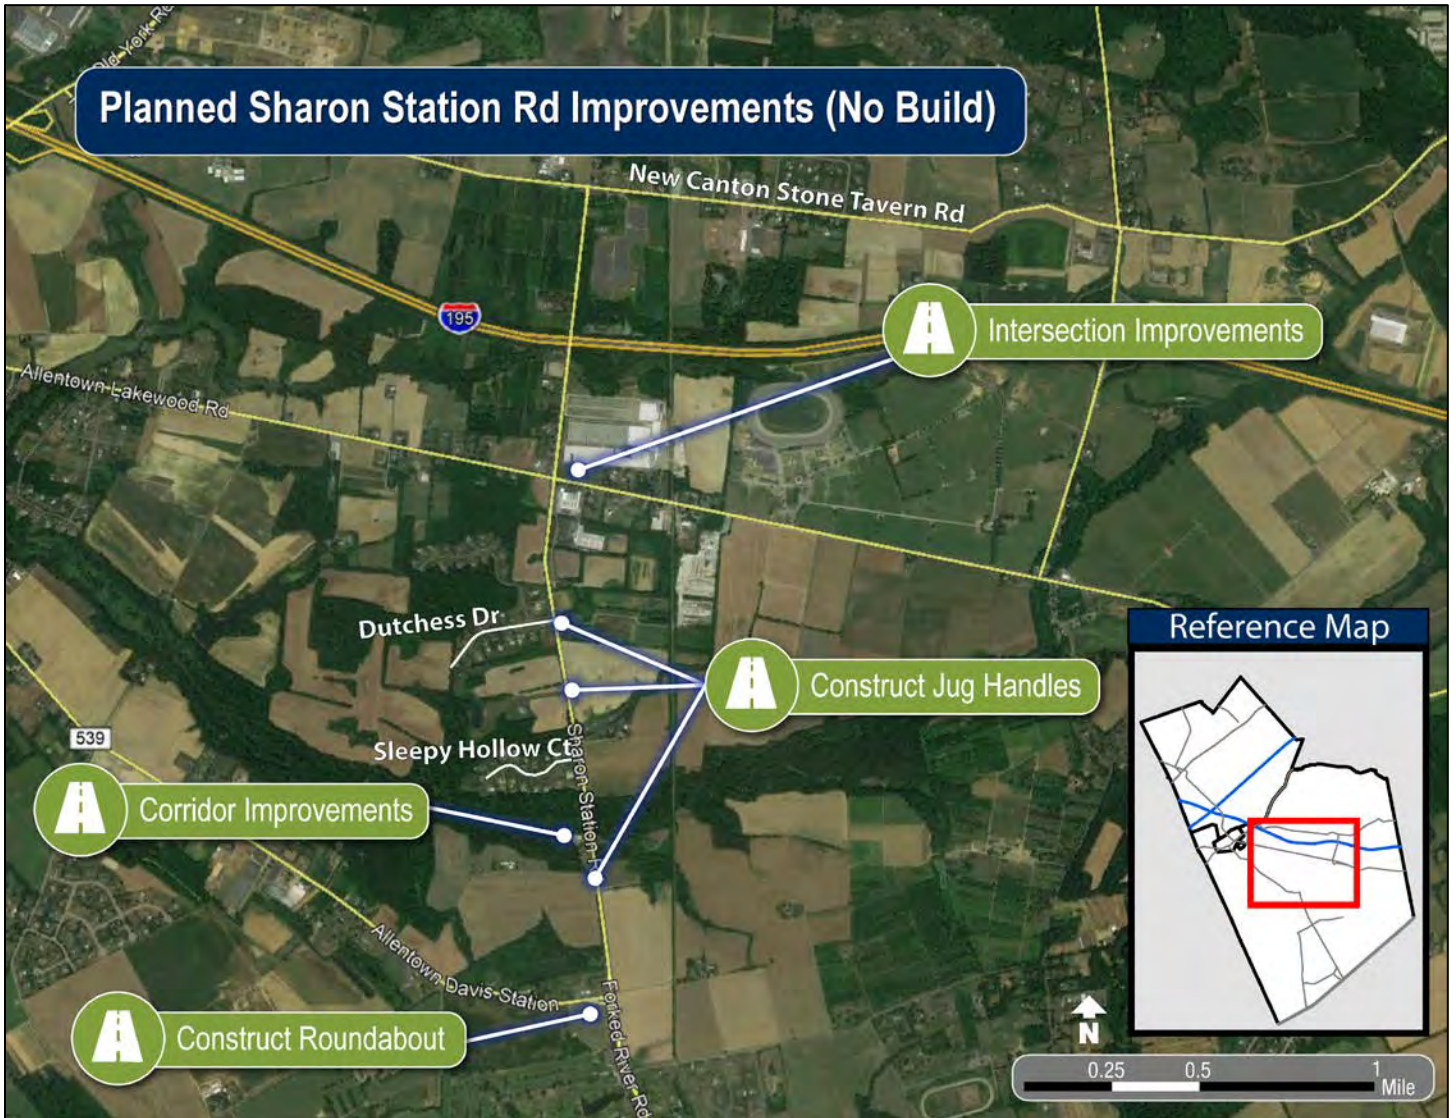 Old York Rd
Planned Sharon Station Rd Improvements (No Build)
New Canton Stone Tavern Rd
195
Intersection Improvements
Allentown Lakewood Rd
Dutchess Dr
Reference Map
Construct Jug Handles
539
Sleepy Hollow Ct
Sharon Station R
Corridor Improvements
Allentown Davis Station
Forked River Rd
Construct Roundabout
N
0.25 0.5 1
Mile